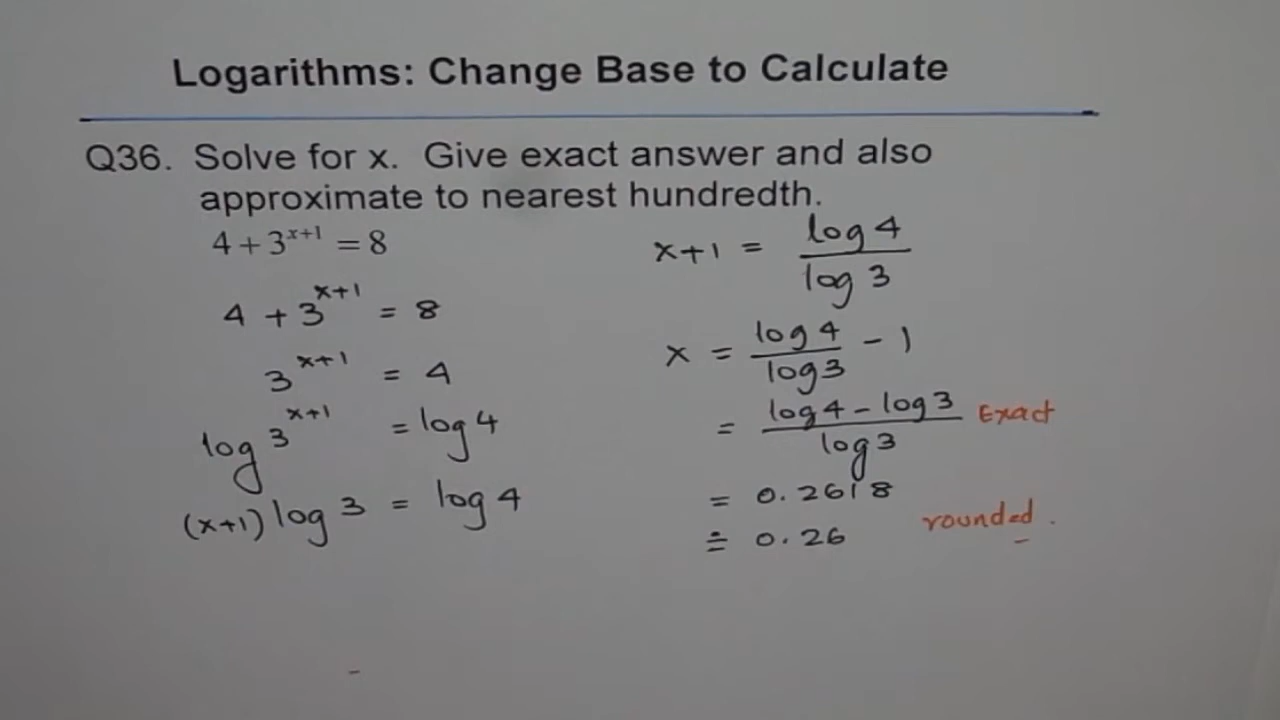 Logarithms: Change Base to Calculate
Q36. Solve for x. Give exact answer and also
approximate to nearest hundredth.
4 + 3^{x+1} = 8
4 + 3^{x+1} = 8
3^{x+1} = 4
log 3^{x+1} = log 4
(x+1) log 3 = log 4
x+1 = \frac{log 4}{log 3}
x = \frac{log 4}{log 3} - 1
= \frac{log 4 - log 3}{log 3} Exact
= 0.2618
≐ 0.26 rounded.